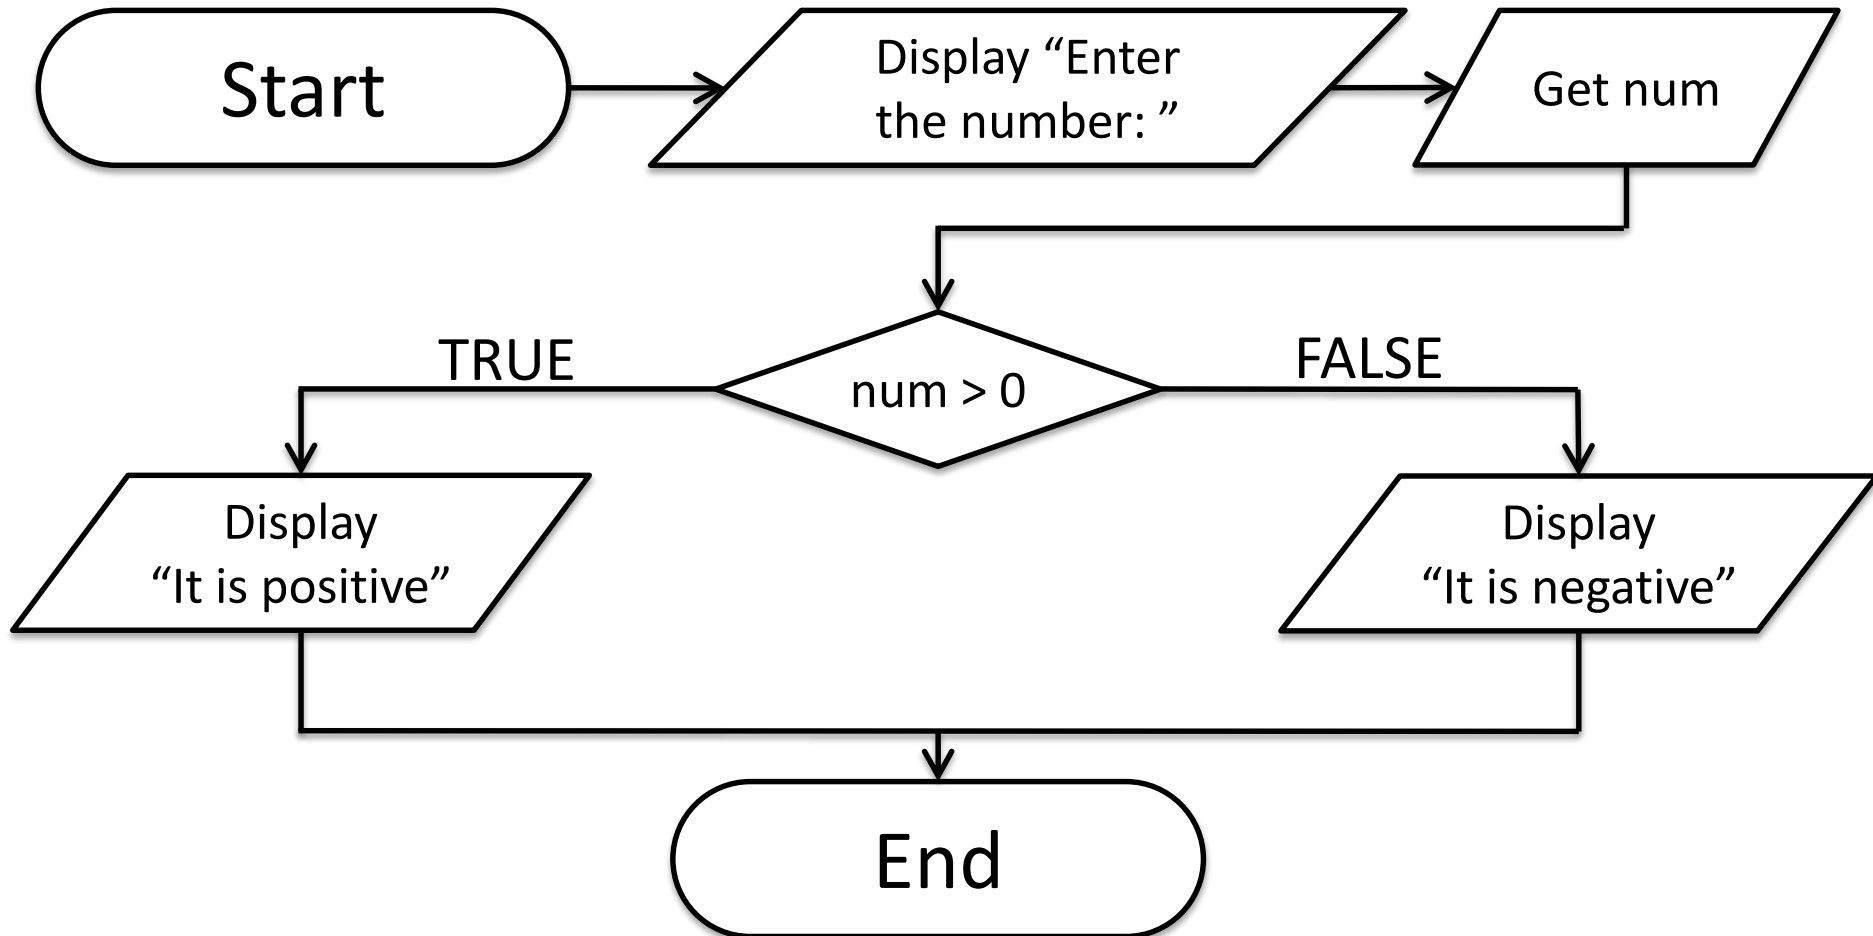 Start
Display “Enter
the number: ”
Get num
TRUE
num > 0
FALSE
Display
“It is positive”
Display
“It is negative”
End